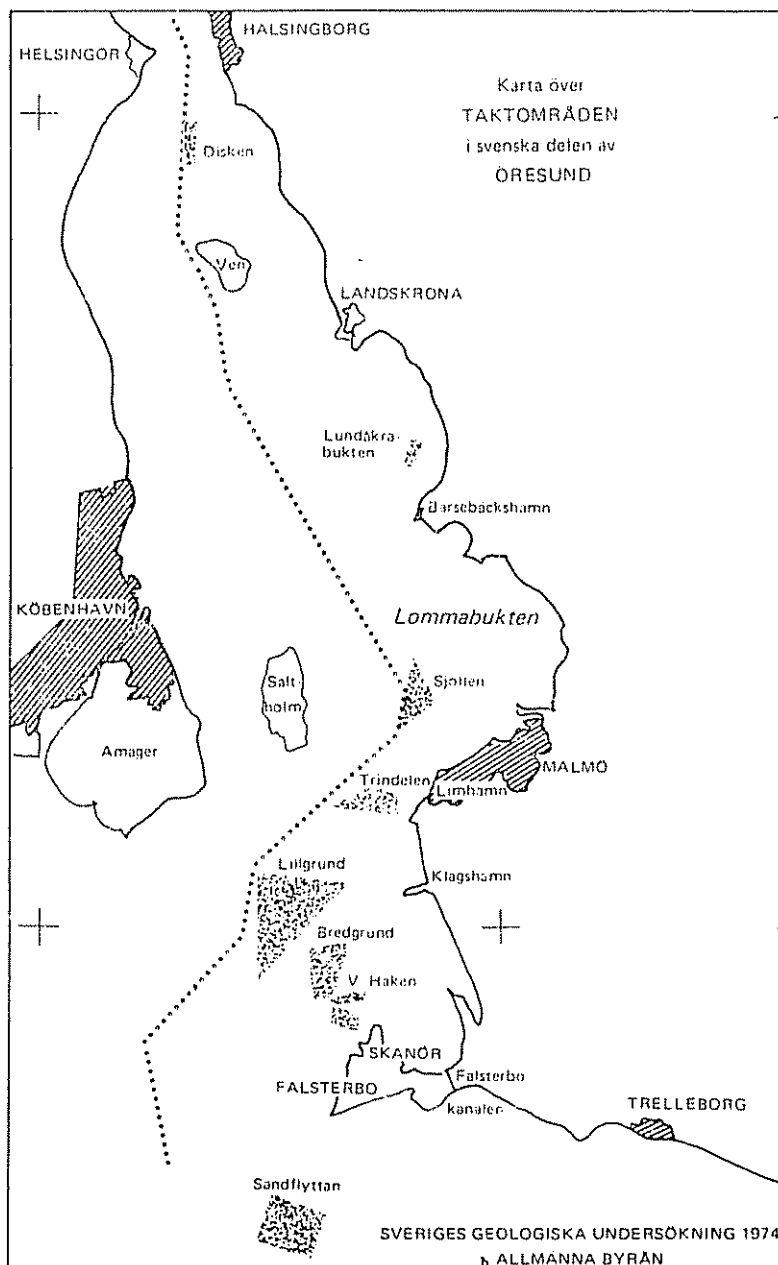 HALSINGBORG
HELSINGÖR
Karta över
TAKTOMRÅDEN
i svenska delen av
ÖRESUND
Disken
Ven
LANDSKRONA
Lundåkra-
bukten
Barsebäckshamn
KÖBENHAVN
Lommabukten
Salt-
holm
Sjollen
Amager
MALMÖ
Trindelen
Limhamn
Lillgrund
Klagshamn
Bredgrund
V Haken
SKANÖR
FALSTERBO
Falsterbo
kanalen
TRELLEBORG
Sandflyttan
SVERIGES GEOLOGISKA UNDERSÖKNING 1974
ALLMÄNNA BYRÅN